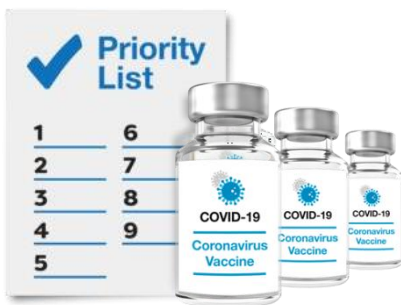 Priority
List
1
2
3
4
5
6
7
8
9
COVID-19
Coronavirus
Vaccine
COVID-19
Coronavirus
Vaccine
COVID-19
Coronavirus
Vaccine